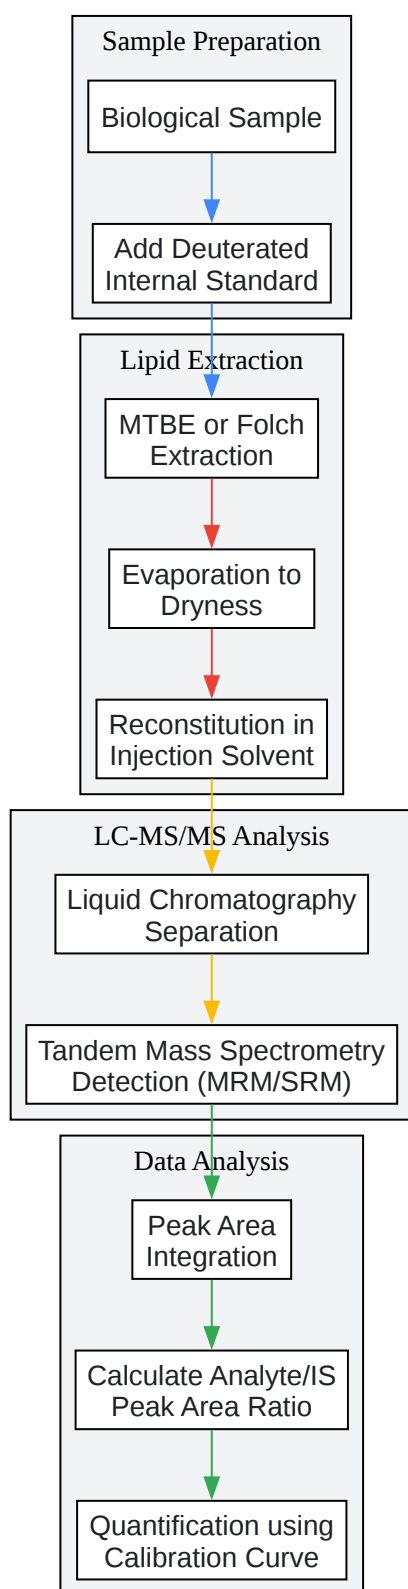 Sample Preparation
Biological Sample
Add Deuterated
Internal Standard
Lipid Extraction
MTBE or Folch
Extraction
Evaporation to
Dryness
Reconstitution in
Injection Solvent
LC-MS/MS Analysis
Liquid Chromatography
Separation
Tandem Mass Spectrometry
Detection (MRM/SRM)
Data Analysis
Peak Area
Integration
Calculate Analyte/IS
Peak Area Ratio
Quantification using
Calibration Curve